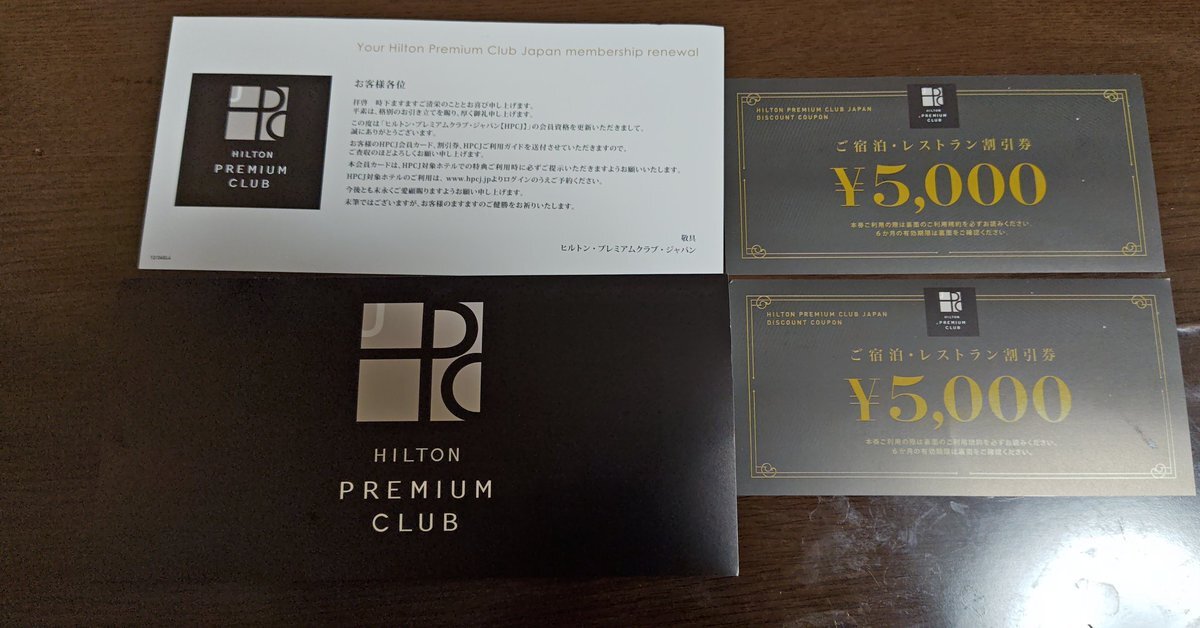 Your Hilton Premium Club Japan membership renewal
お客様各位
拝啓　時下ますますご清栄のこととお喜び申し上げます。
平素は、格別のお引き立てを賜り、厚く御礼申し上げます。
この度は「ヒルトン・プレミアムクラブ・ジャパン【HPCJ】」の会員資格を更新いただきまして、
誠にありがとうございます。
お客様のHPCJ会員カード、割引券、HPCJご利用ガイドを送付させていただきますので、
ご査収のほどよろしくお願い申し上げます。
本会員カードは、HPCJ対象ホテルでの特典ご利用時に必ずご提示いただきますようお願いいたします。
HPCJ対象ホテルのご利用は、www.hpcj.jpよりログインのうえご予約ください。
今後とも末永くご愛顧賜りますようお願い申し上げます。
末筆ではございますが、お客様のますますのご健勝をお祈りいたします。
敬具
ヒルトン・プレミアムクラブ・ジャパン
JPC
HILTON
PREMIUM
CLUB
JPC
HILTON
PREMIUM
CLUB
HILTON PREMIUM CLUB JAPAN
DISCOUNT COUPON
HILTON
PREMIUM
CLUB
ご宿泊・レストラン割引券
¥5,000
本券ご利用の際は裏面のご利用規約を必ずお読みください。
6か月の有効期限は裏面をご確認ください。
HILTON PREMIUM CLUB JAPAN
DISCOUNT COUPON
HILTON
PREMIUM
CLUB
ご宿泊・レストラン割引券
¥5,000
本券ご利用の際は裏面のご利用規約を必ずお読みください。
6か月の有効期限は裏面をご確認ください。